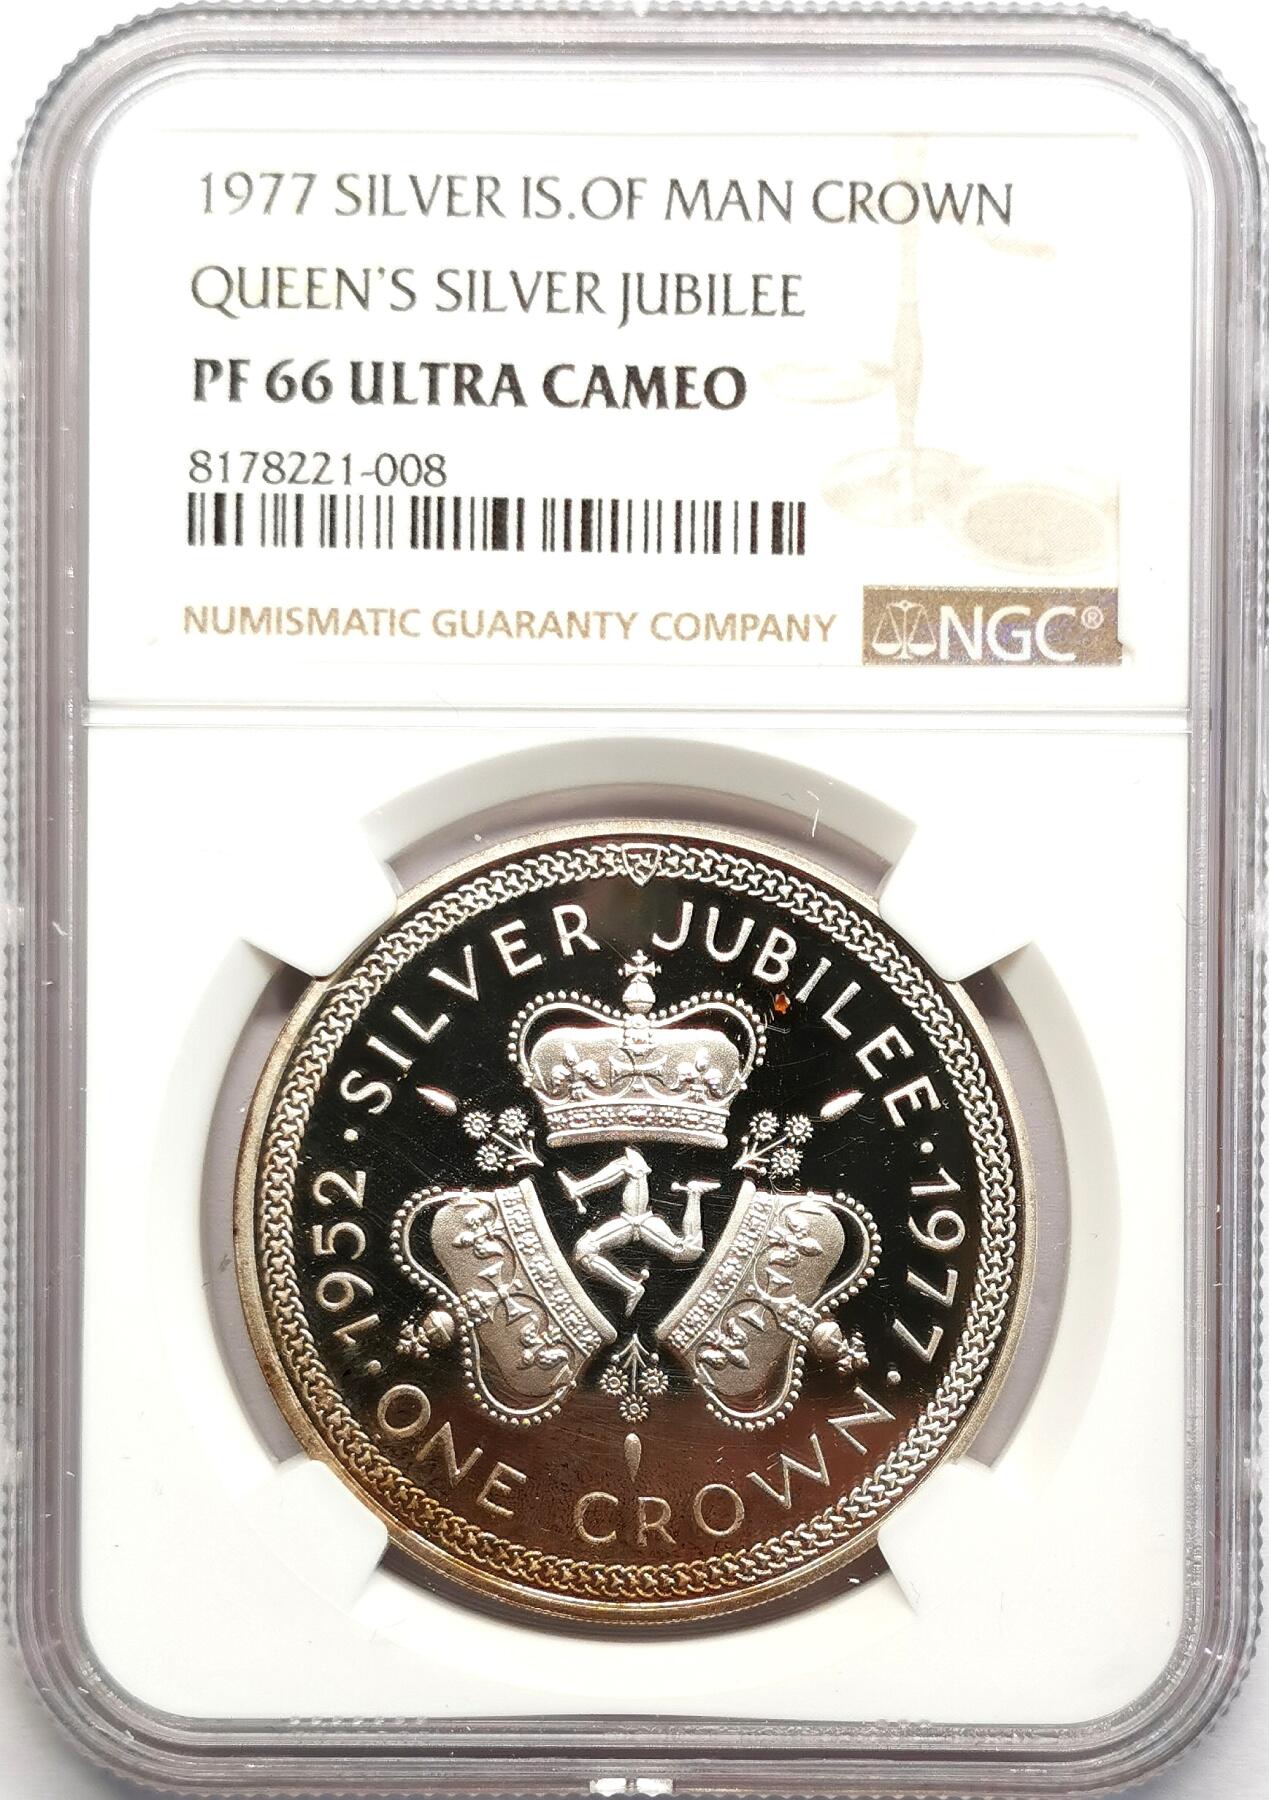 1977 SILVER IS.OF MAN CROWN
QUEEN'S SILVER JUBILEE
PF 66 ULTRA CAMEO
8178221-008
NUMISMATIC GUARANTY COMPANY
NGC®
· 1952 · SILVER JUBILEE · 1977 ·
ONE CROWN